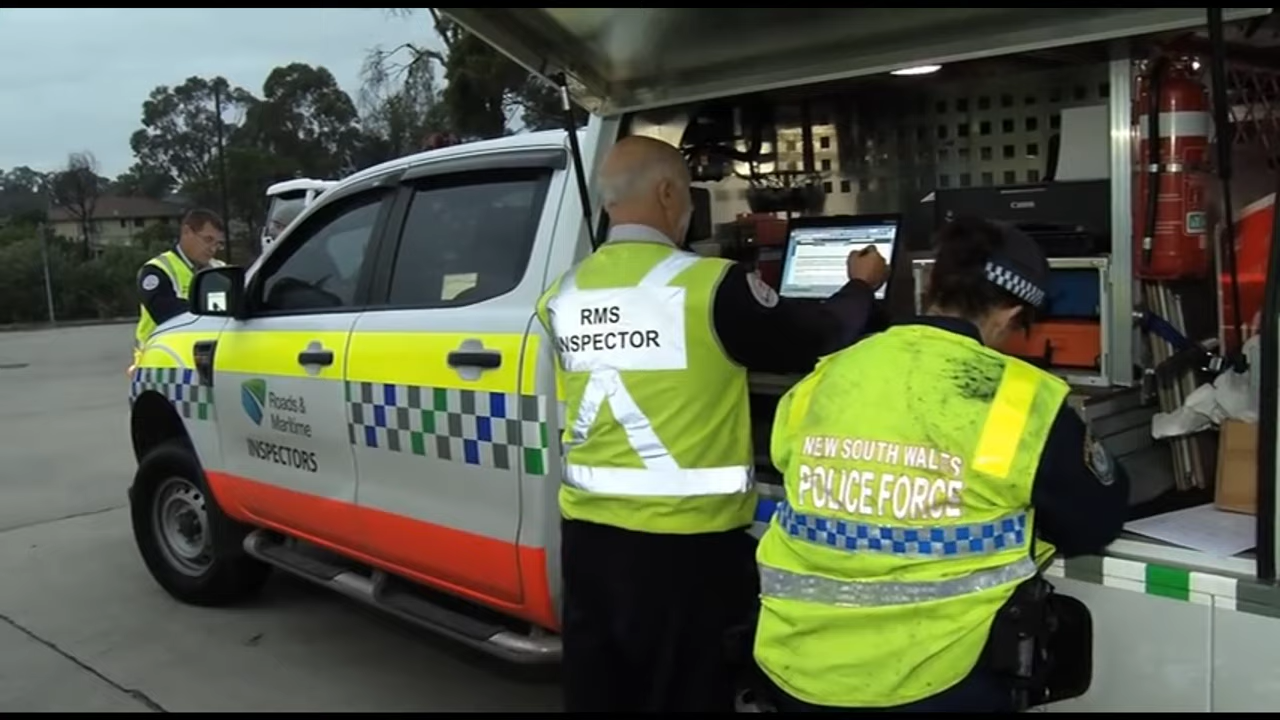 Roads &
Maritime
INSPECTORS
RMS
INSPECTOR
NEW SOUTH WALES
POLICE FORCE
Canon